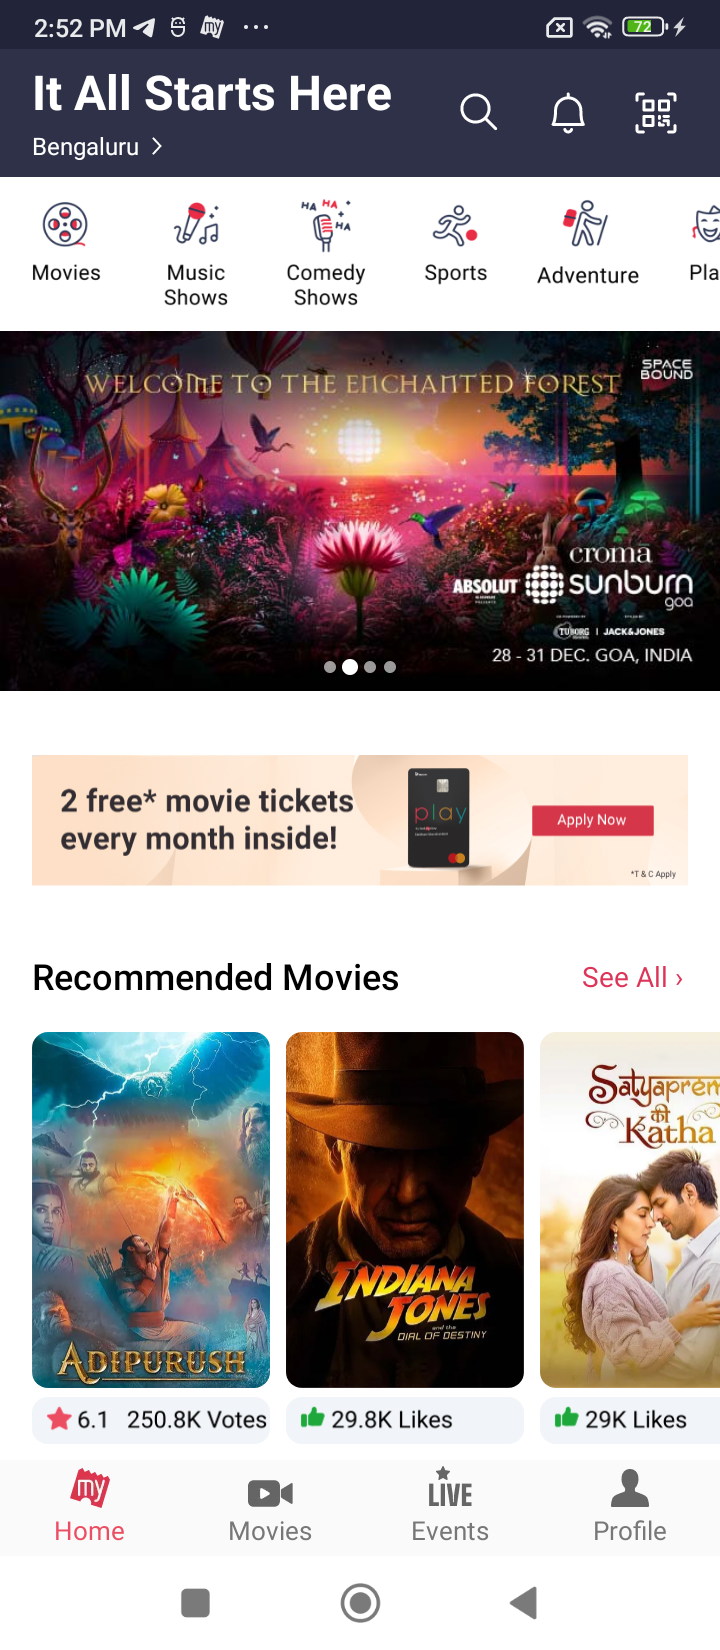 2:52 PM
72
It All Starts Here
Bengaluru
HA HA HA
Movies
Music Shows
Comedy Shows
Sports
Adventure
Pla
WELCOME TO THE ENCHANTED FOREST
SPACE BOUND
croma
ABSOLUT sunburn
goa
TUBORG | JACK&JONES
28 - 31 DEC. GOA, INDIA
2 free* movie tickets
every month inside!
play
Apply Now
*T & C Apply
Recommended Movies
See All ›
ADIPURUSH
INDIANA
JONES
and the
DIAL OF DESTINY
Satyaprem
की
Katha
6.1 250.8K Votes
29.8K Likes
29K Likes
my
LIVE
Home
Movies
Events
Profile